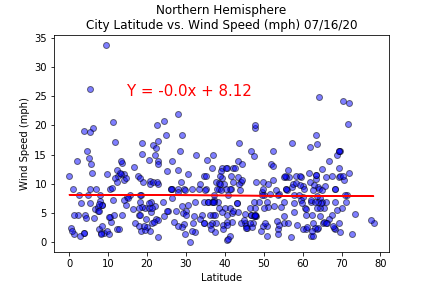 Northern Hemisphere
City Latitude vs. Wind Speed (mph) 07/16/20
35
30
25
20
15
10
5
0
Wind Speed (mph)
Y = -0.0x + 8.12
0 10 20 30 40 50 60 70 80
Latitude